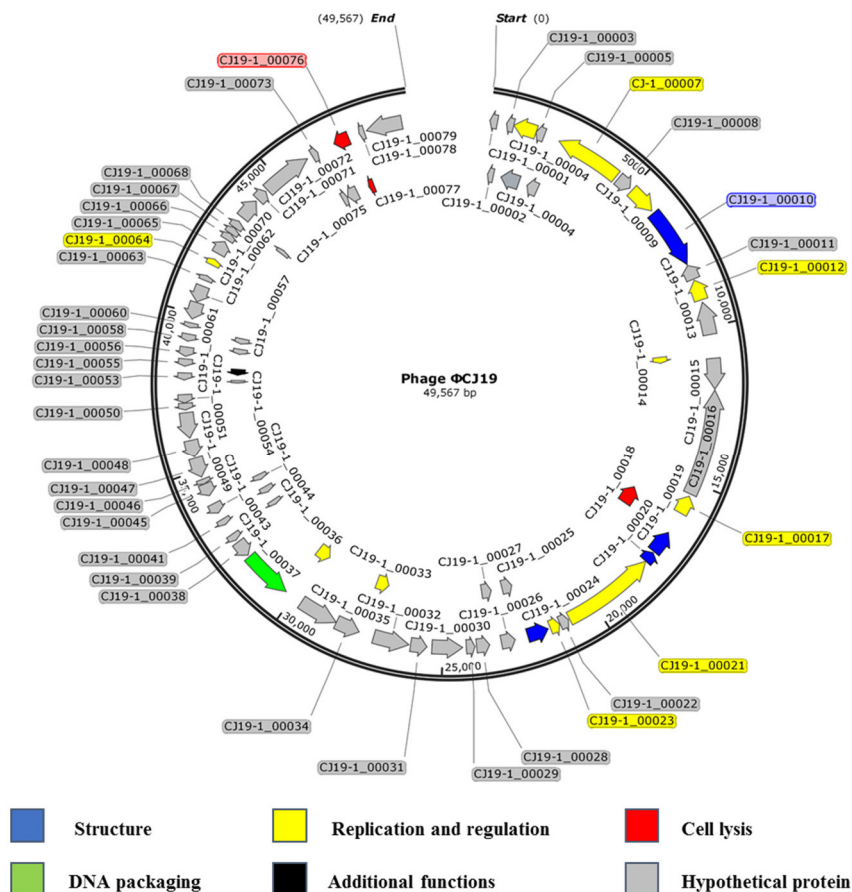 (49,567) End
Start (0)
CJ19-1_00003
CJ19-1_00005
CJ-1_00007
CJ19-1_00008
CJ19-1_00010
CJ19-1_00011
CJ19-1_00012
CJ19-1_00076
CJ19-1_00073
CJ19-1_00079
CJ19-1_00078
CJ19-1_00077
CJ19-1_00072
CJ19-1_00071
CJ19-1_00075
CJ19-1_00004
CJ19-1_00001
CJ19-1_00002
CJ19-1_00004
CJ19-1_00009
CJ19-1_00013
CJ19-1_00014
CJ19-1_00015
CJ19-1_00016
5000
10,000
15,000
20,000
25,000
30,000
35,000
40,000
45,000
CJ19-1_00068
CJ19-1_00067
CJ19-1_00066
CJ19-1_00065
CJ19-1_00064
CJ19-1_00063
CJ19-1_00070
CJ19-1_00062
CJ19-1_00061
CJ19-1_00057
CJ19-1_00060
CJ19-1_00058
CJ19-1_00056
CJ19-1_00055
CJ19-1_00053
CJ19-1_00050
CJ19-1_00051
CJ19-1_00054
Phage ΦCJ19
49,567 bp
CJ19-1_00048
CJ19-1_00047
CJ19-1_00046
CJ19-1_00045
CJ19-1_00049
CJ19-1_00044
CJ19-1_00043
CJ19-1_00041
CJ19-1_00039
CJ19-1_00038
CJ19-1_00037
CJ19-1_00036
CJ19-1_00035
CJ19-1_00033
CJ19-1_00032
CJ19-1_00030
CJ19-1_00027
CJ19-1_00025
CJ19-1_00026
CJ19-1_00024
CJ19-1_00020
CJ19-1_00019
CJ19-1_00018
CJ19-1_00017
CJ19-1_00021
CJ19-1_00022
CJ19-1_00023
CJ19-1_00028
CJ19-1_00029
CJ19-1_00031
CJ19-1_00034
Structure
Replication and regulation
Cell lysis
DNA packaging
Additional functions
Hypothetical protein